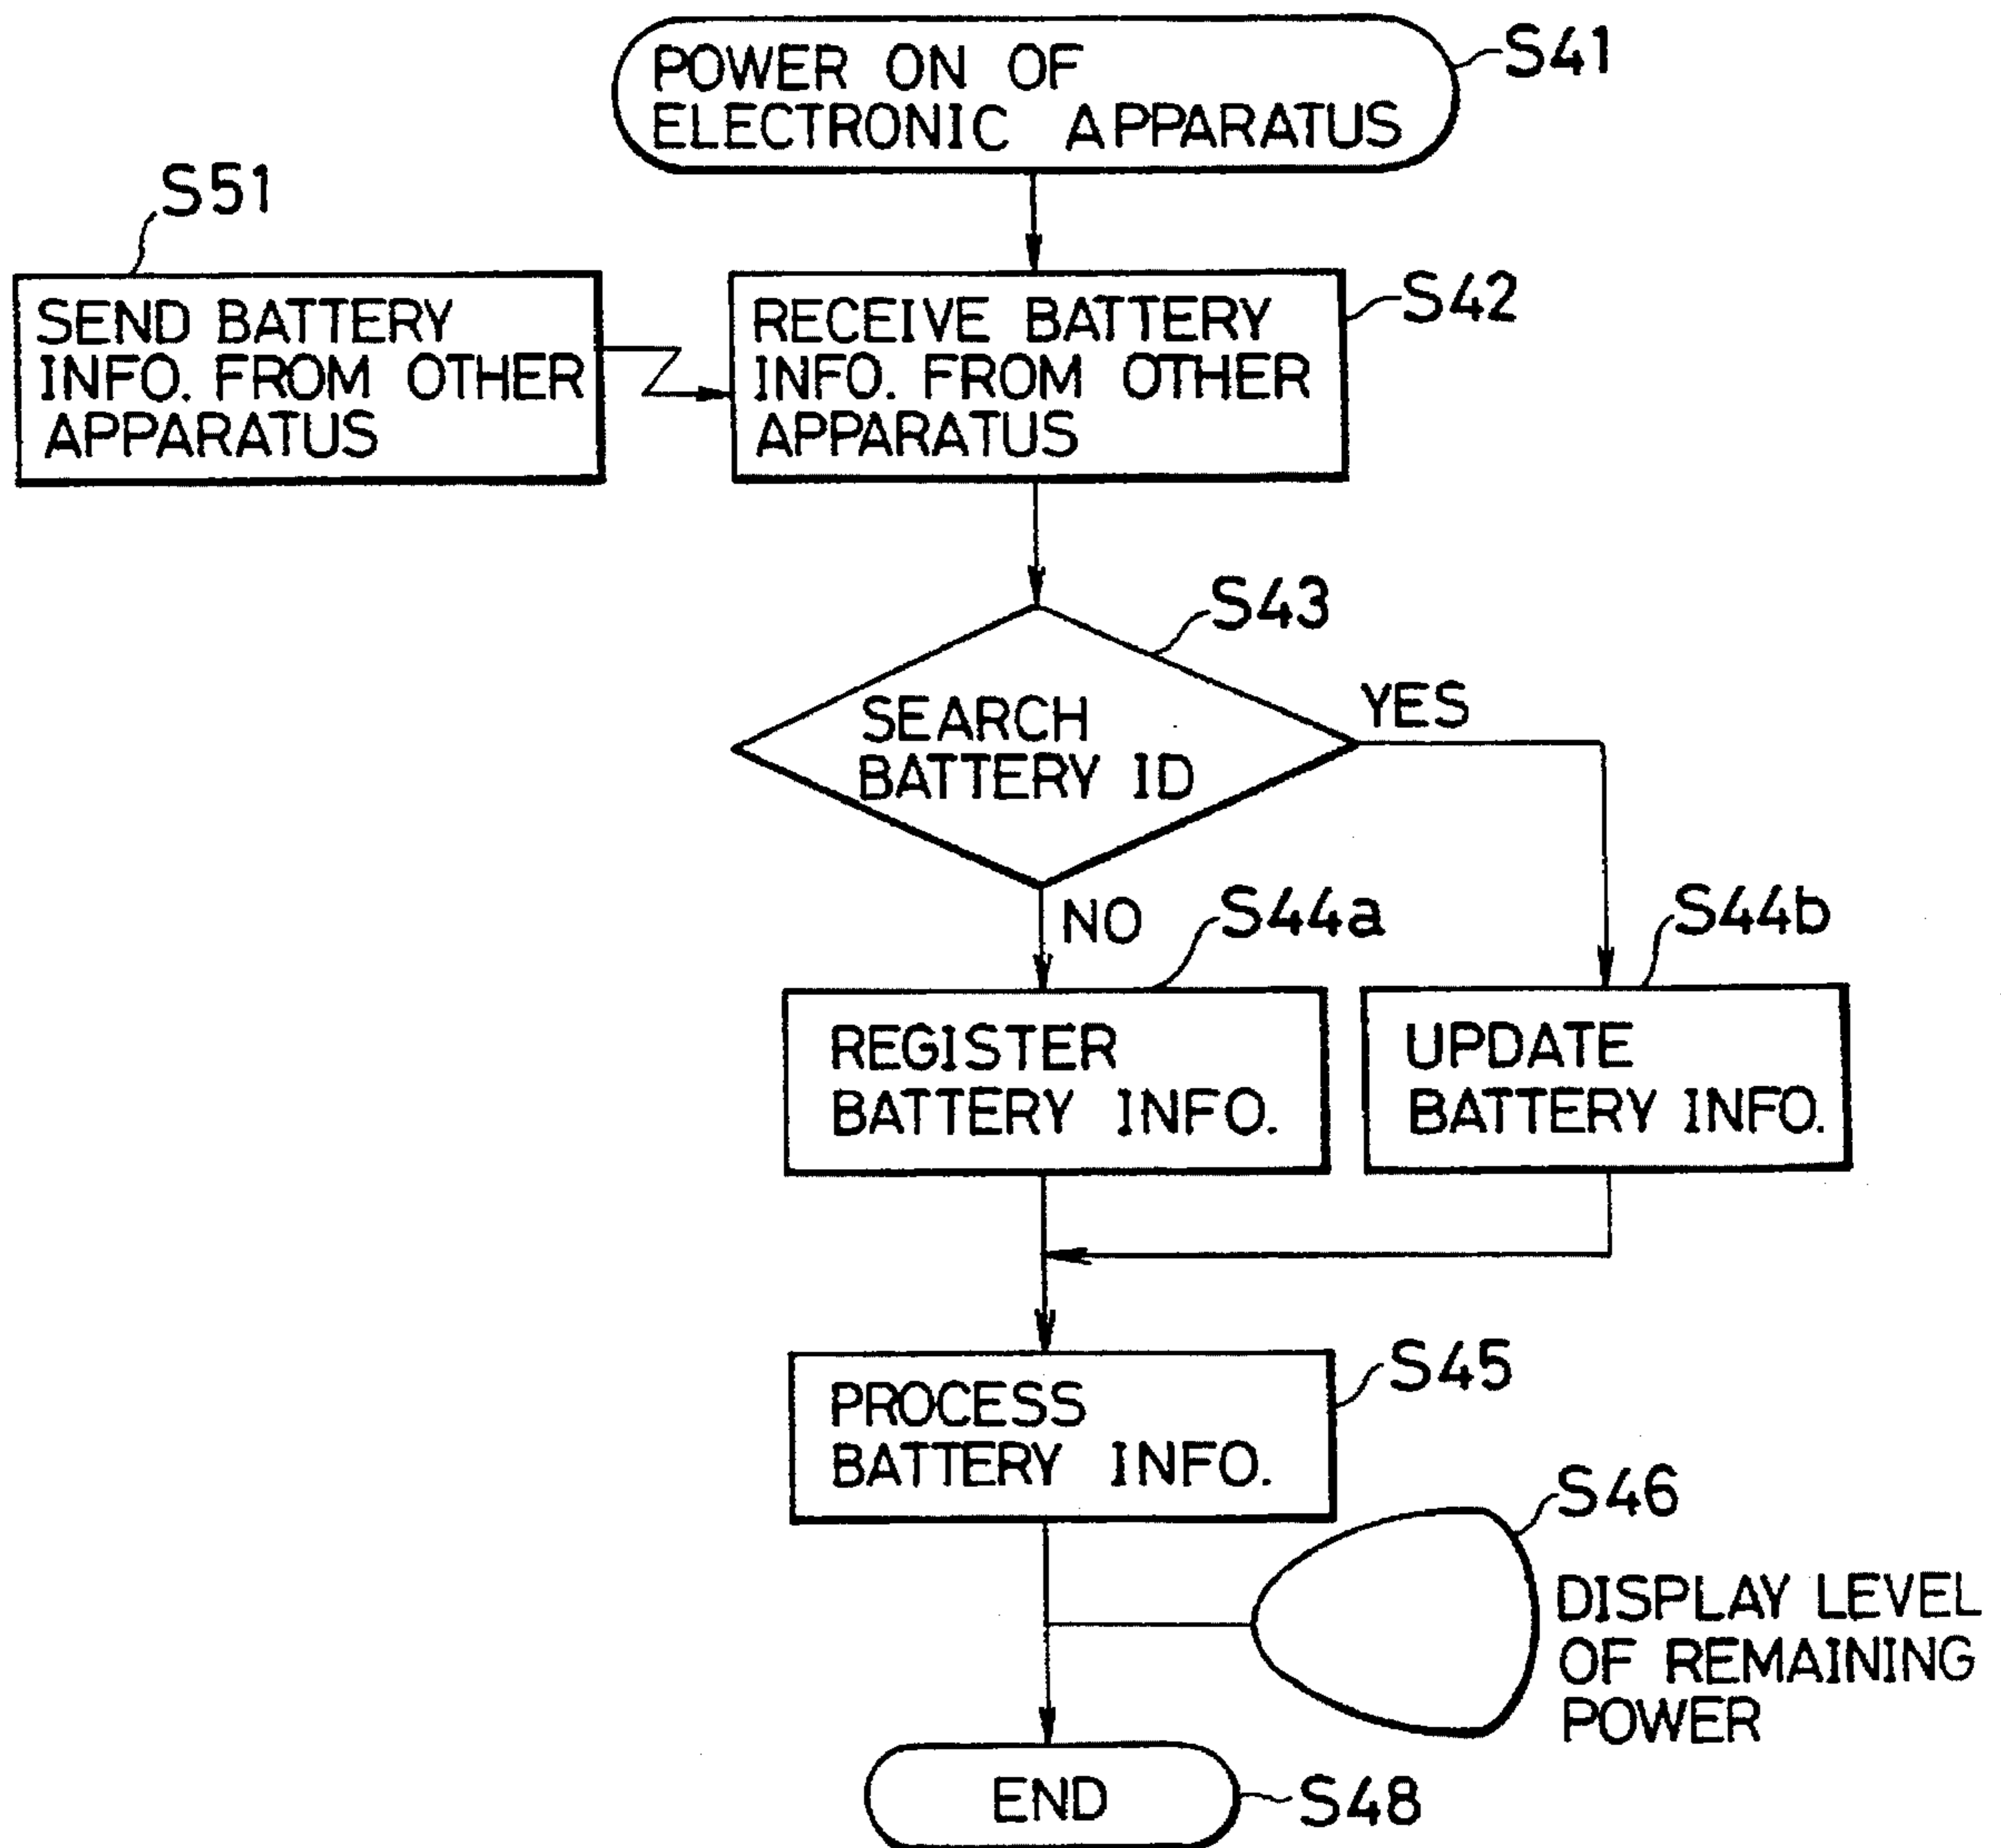 POWER ON OF
ELECTRONIC APPARATUS
S41
S51
SEND BATTERY
INFO. FROM OTHER
APPARATUS
RECEIVE BATTERY
INFO. FROM OTHER
APPARATUS
S42
S43
SEARCH
BATTERY ID
YES
NO
S44a
S44b
REGISTER
BATTERY INFO.
UPDATE
BATTERY INFO.
S45
PROCESS
BATTERY INFO.
S46
DISPLAY LEVEL
OF REMAINING
POWER
END
S48